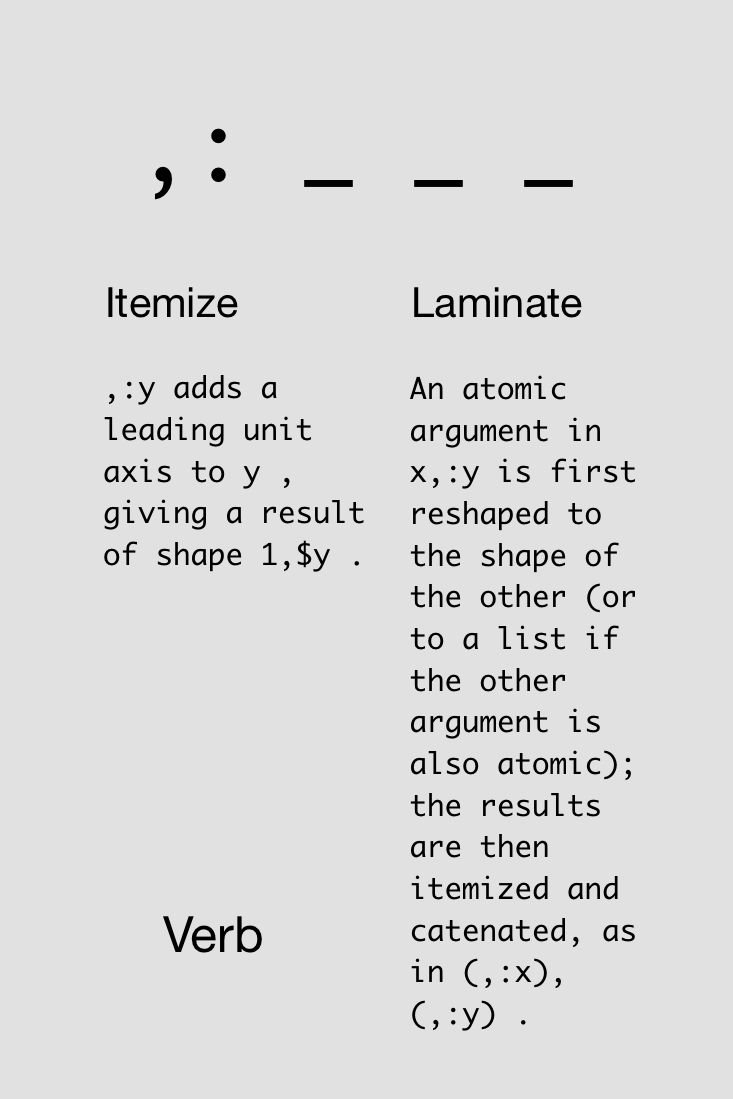 ,: _ _ _
Itemize
,:y adds a
leading unit
axis to y ,
giving a result
of shape 1,$y .
Verb
Laminate
An atomic
argument in
x,:y is first
reshaped to
the shape of
the other (or
to a list if
the other
argument is
also atomic);
the results
are then
itemized and
catenated, as
in (,:x),
(,:y) .